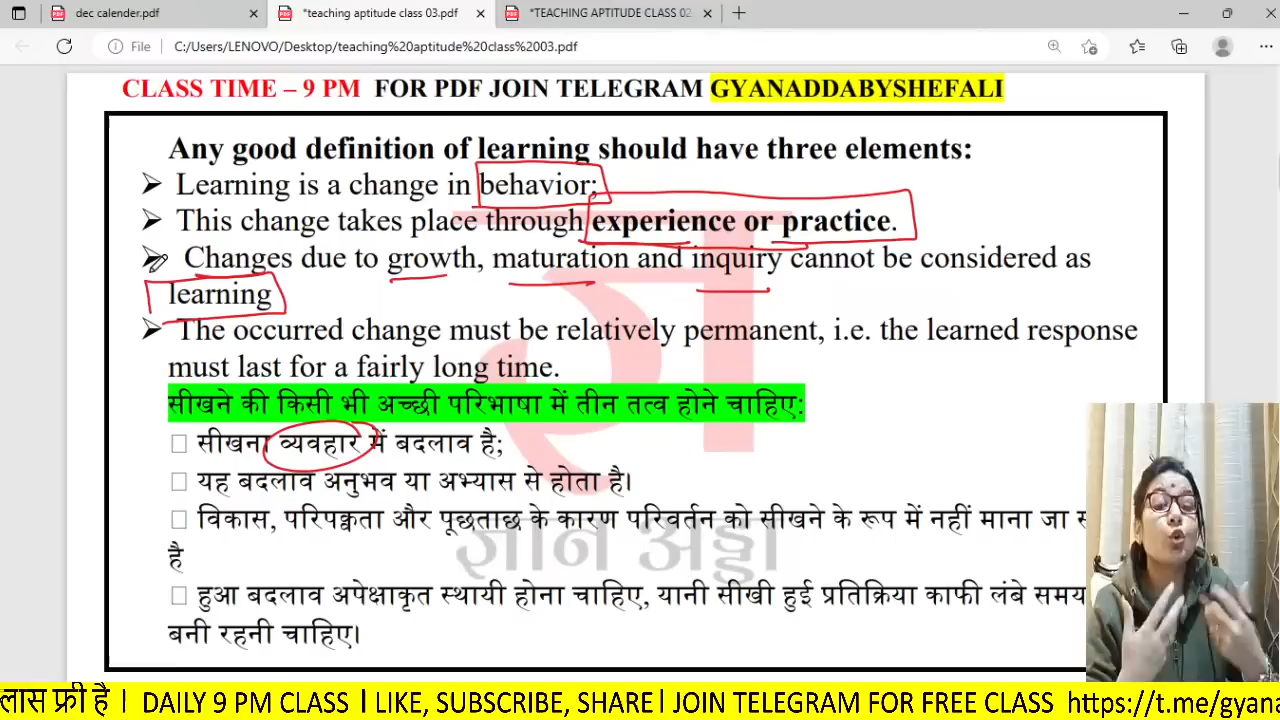 dec calender.pdf
*teaching aptitude class 03.pdf
*TEACHING APTITUDE CLASS 02
File
C:/Users/LENOVO/Desktop/teaching%20aptitude%20class%2003.pdf
CLASS TIME – 9 PM FOR PDF JOIN TELEGRAM GYANADDABYSHEFALI
Any good definition of learning should have three elements:
➢ Learning is a change in behavior;
➢ This change takes place through experience or practice.
➢ Changes due to growth, maturation and inquiry cannot be considered as
learning
➢ The occurred change must be relatively permanent, i.e. the learned response
must last for a fairly long time.
सीखने की किसी भी अच्छी परिभाषा में तीन तत्व होने चाहिए:
□ सीखना व्यवहार में बदलाव है;
□ यह बदलाव अनुभव या अभ्यास से होता है।
□ विकास, परिपक्वता और पूछताछ के कारण परिवर्तन को सीखने के रूप में नहीं माना जा
है
□ हुआ बदलाव अपेक्षाकृत स्थायी होना चाहिए, यानी सीखी हुई प्रतिक्रिया काफी लंबे समय
बनी रहनी चाहिए।
ज्ञान अड्डा
लास फ्री है । DAILY 9 PM CLASS । LIKE, SUBSCRIBE, SHARE। JOIN TELEGRAM FOR FREE CLASS https://t.me/gyana